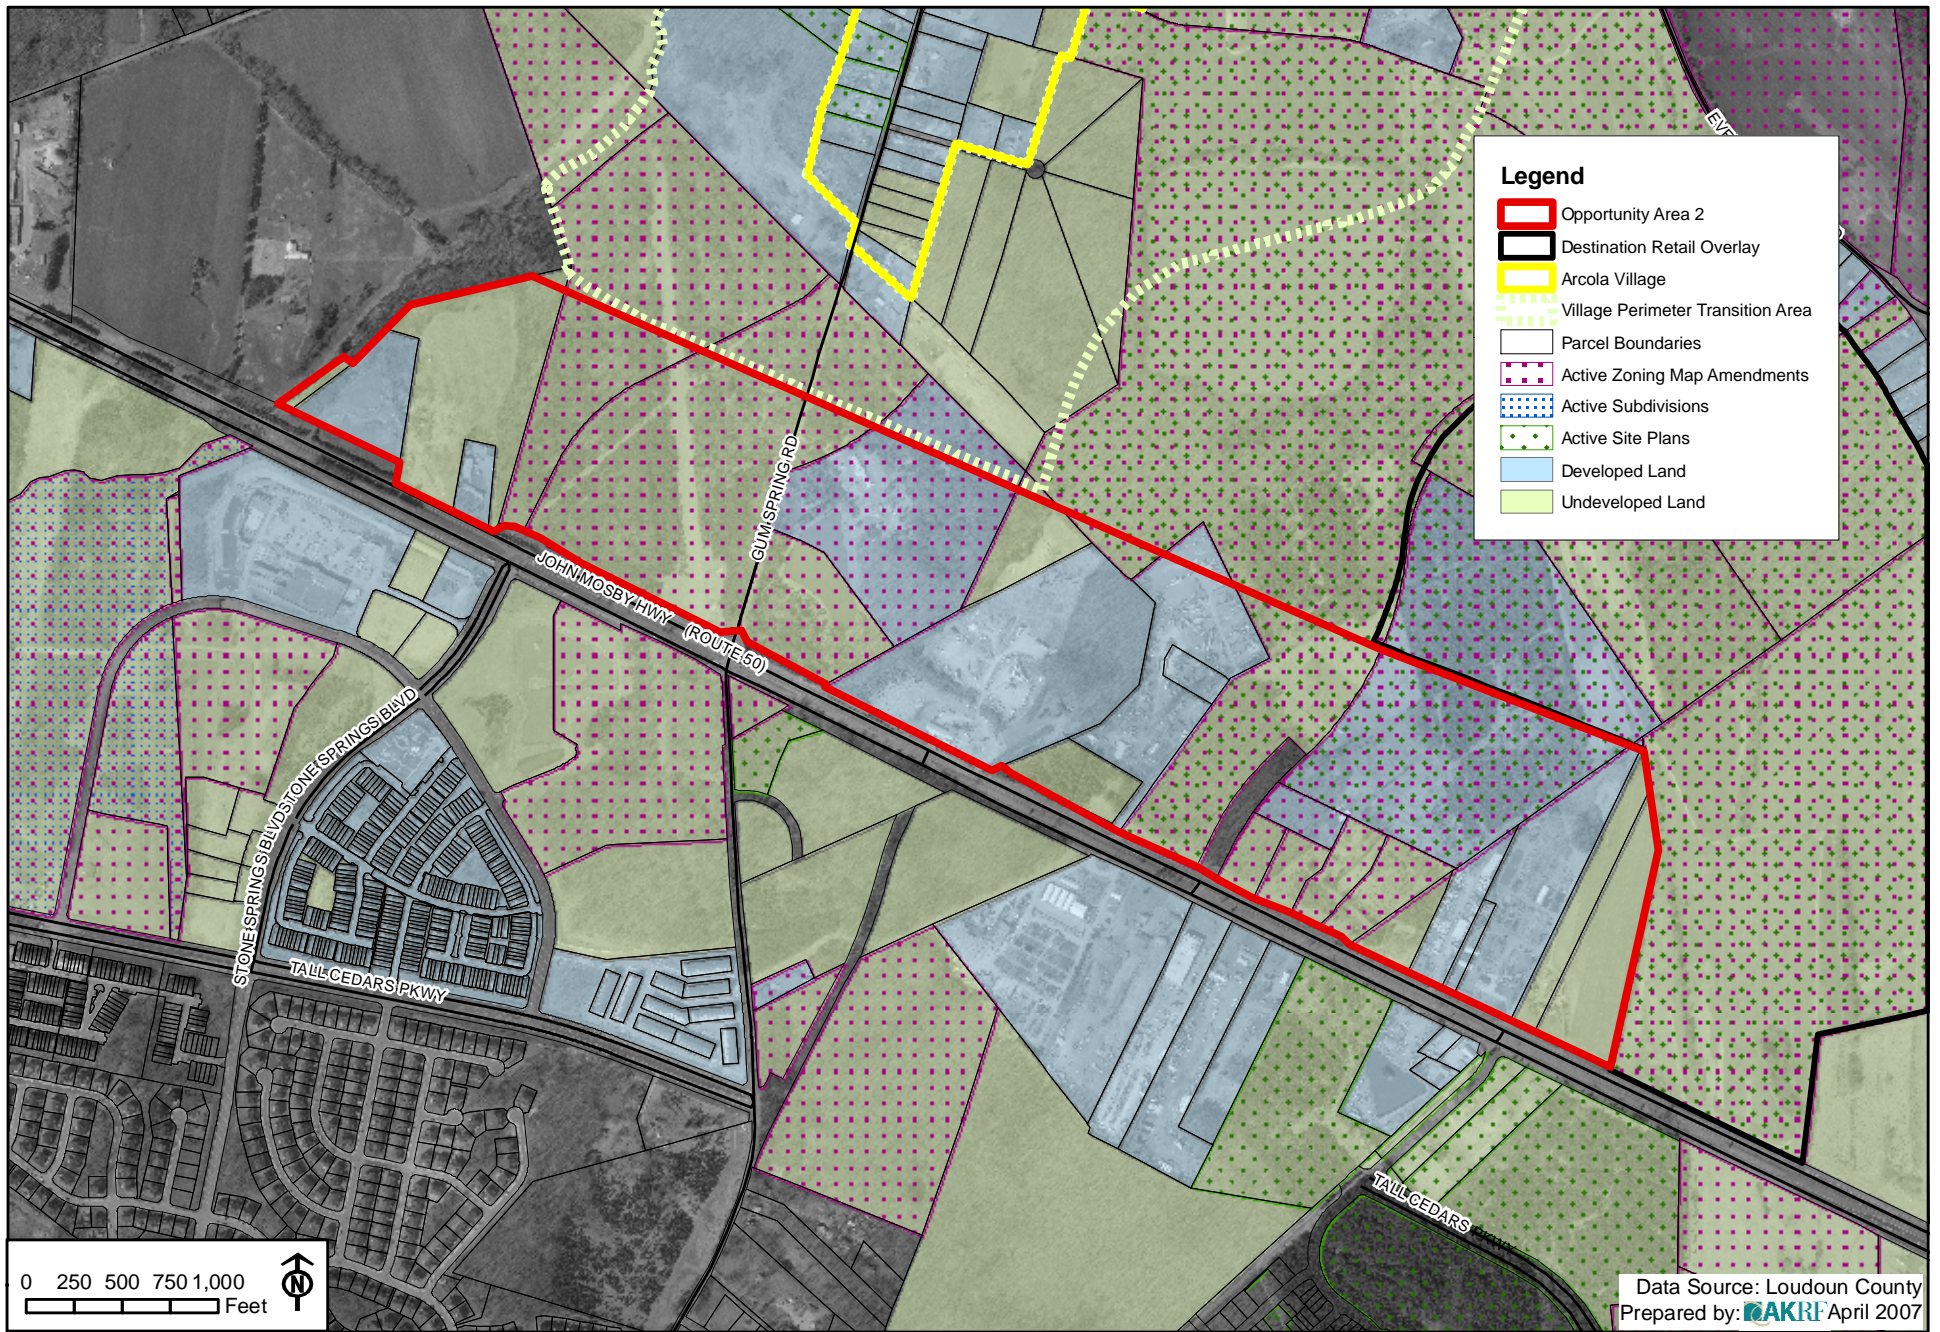 EVE
Legend
Opportunity Area 2
Destination Retail Overlay
Arcola Village
Village Perimeter Transition Area
Parcel Boundaries
Active Zoning Map Amendments
Active Subdivisions
Active Site Plans
Developed Land
Undeveloped Land
GUM SPRING RD
JOHN MOSBY HWY (ROUTE 50)
STONE SPRINGS BLVD
STONE SPRINGS BLVD
TALL CEDARS PKWY
TALL CEDARS PKWY
0 250 500 750 1,000
Feet
N
Data Source: Loudoun County
Prepared by: AKRF April 2007